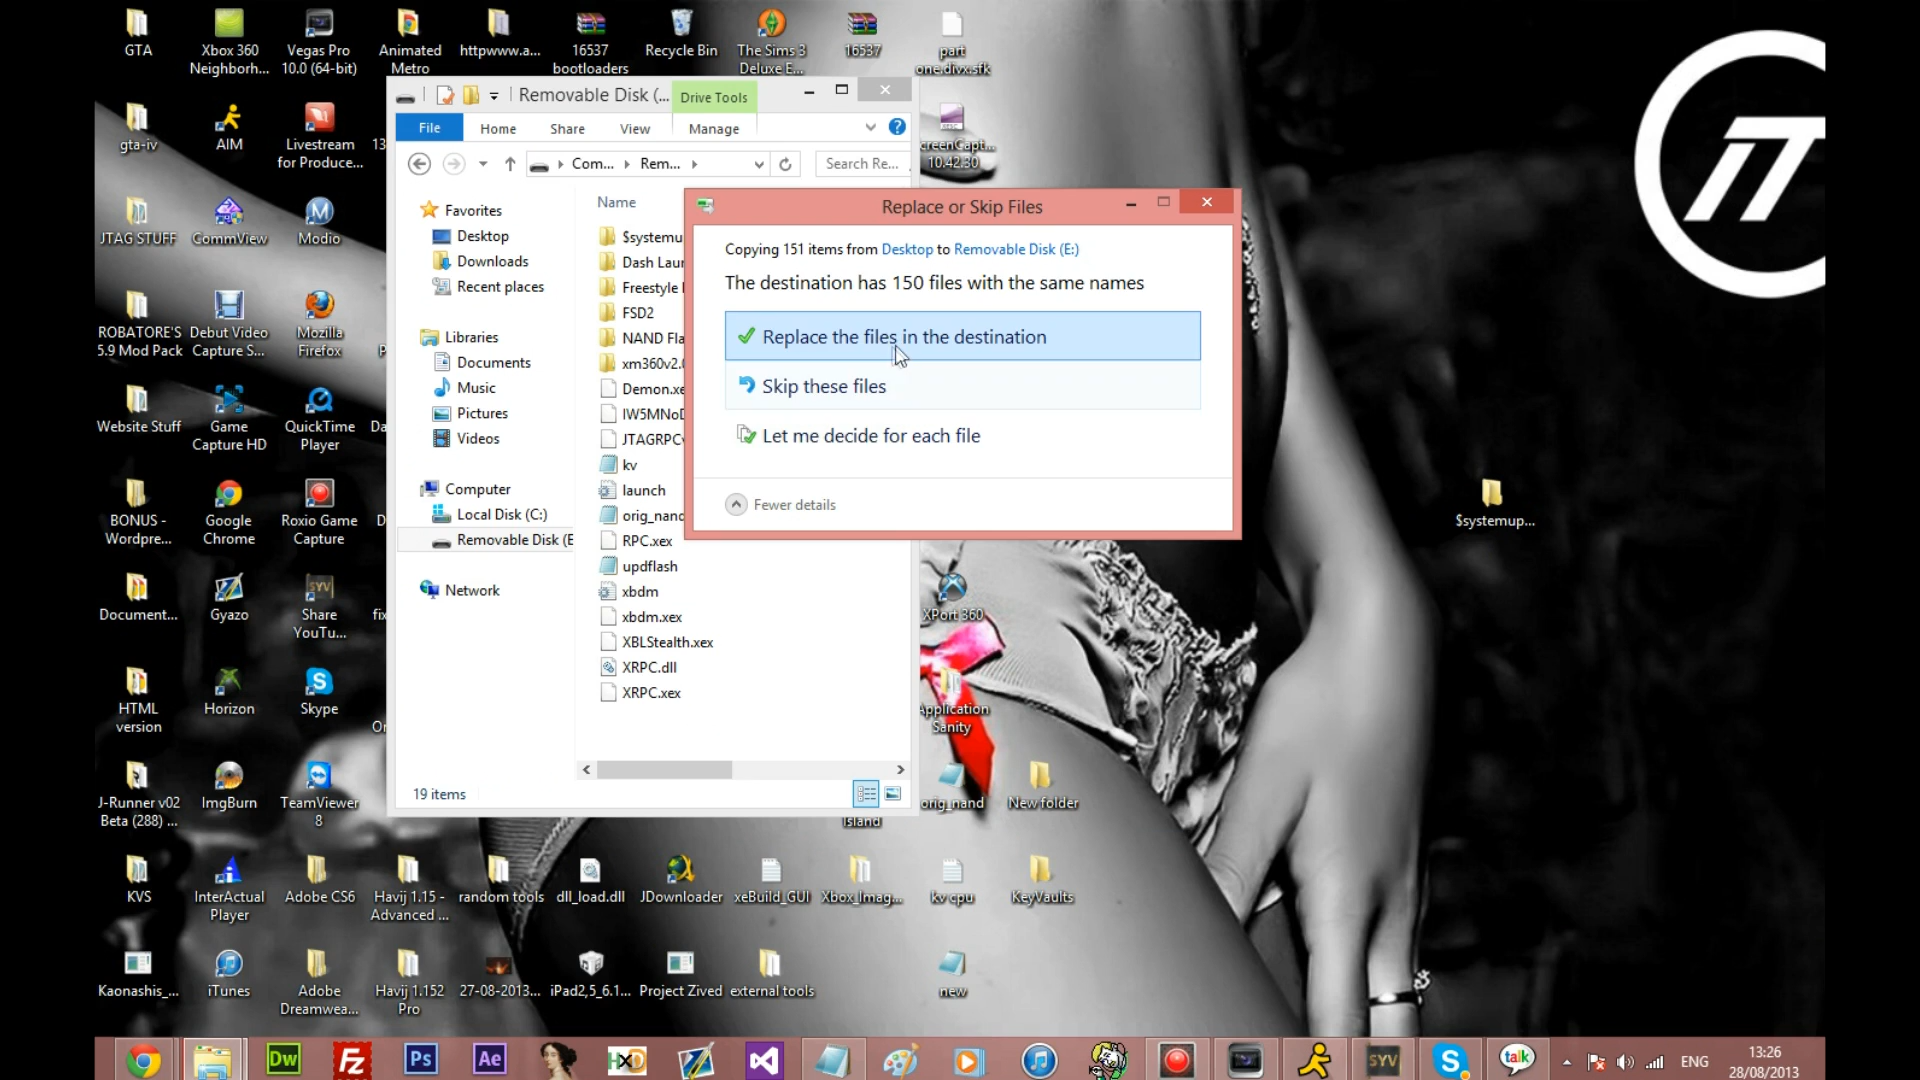 GTA
Xbox 360
Neighborh...
Vegas Pro
10.0 (64-bit)
Animated
Metro
httpwww.a...
16537
bootloaders
Recycle Bin
The Sims 3
Deluxe E...
16537
part
one.divx.sfk
gta-iv
AIM
Livestream
for Produce...
10.42.30
JTAG STUFF
CommView
Modio
ROBATORE'S
5.9 Mod Pack
Debut Video
Capture S...
Mozilla
Firefox
Website Stuff
Game
Capture HD
QuickTime
Player
BONUS -
Wordpre...
Google
Chrome
Roxio Game
Capture
Document...
Gyazo
Share
YouTu...
HTML
version
Horizon
Skype
J-Runner v02
Beta (288) ...
ImgBurn
TeamViewer
8
KVS
InterActual
Player
Adobe CS6
Havij 1.15 -
Advanced ...
random tools
dll_load.dll
JDownloader
xeBuild_GUI
Xbox_Imag...
kv cpu
KeyVaults
Kaonashis_...
iTunes
Adobe
Dreamwea...
Havij 1.152
Pro
27-08-2013...
iPad2,5_6.1...
Project Zived
external tools
new
Removable Disk (...
Drive Tools
File
Home
Share
View
Manage
Com...
Rem...
Search Re...
Favorites
Desktop
Downloads
Recent places
Libraries
Documents
Music
Pictures
Videos
Computer
Local Disk (C:)
Removable Disk (E
Network
Name
$systemu
Dash Lau
Freestyle
FSD2
NAND Fla
xm360v2.
Demon.xe
IW5MNoD
JTAGRPC
kv
launch
orig_nand
RPC.xex
updflash
xbdm
xbdm.xex
XBLStealth.xex
XRPC.dll
XRPC.xex
19 items
Replace or Skip Files
Copying 151 items from Desktop to Removable Disk (E:)
The destination has 150 files with the same names
Replace the files in the destination
Skip these files
Let me decide for each file
Fewer details
$systemup...
XPort 360
Application
Sanity
orig_nand
New folder
Island
iT
Dw
Fz
Ps
Ae
HxD
SYV
talk
ENG
13:26
28/08/2013